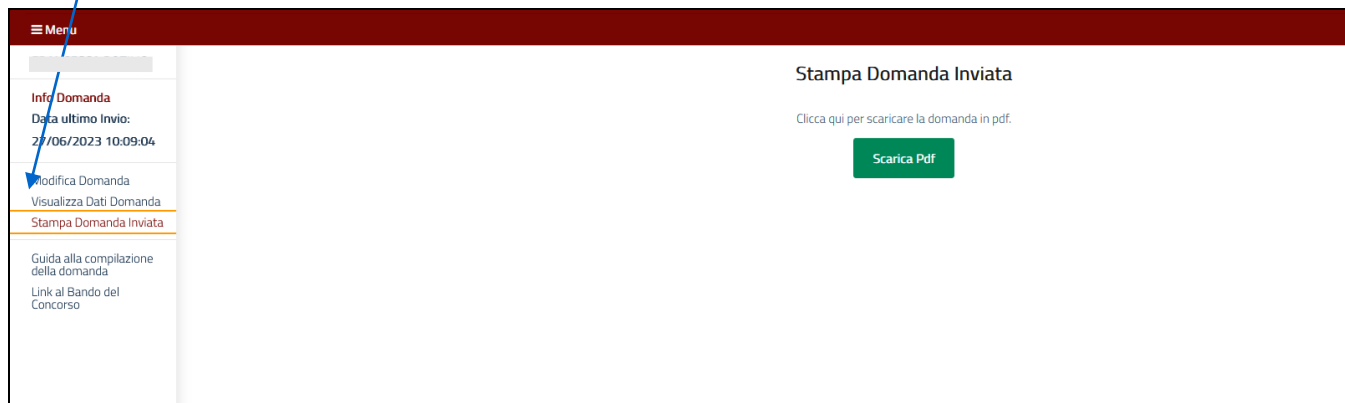 Menu
Info Domanda
Data ultimo Invio:
27/06/2023 10:09:04
Modifica Domanda
Visualizza Dati Domanda
Stampa Domanda Inviata
Guida alla compilazione
della domanda
Link al Bando del
Concorso
Stampa Domanda Inviata
Clicca qui per scaricare la domanda in pdf.
Scarica Pdf